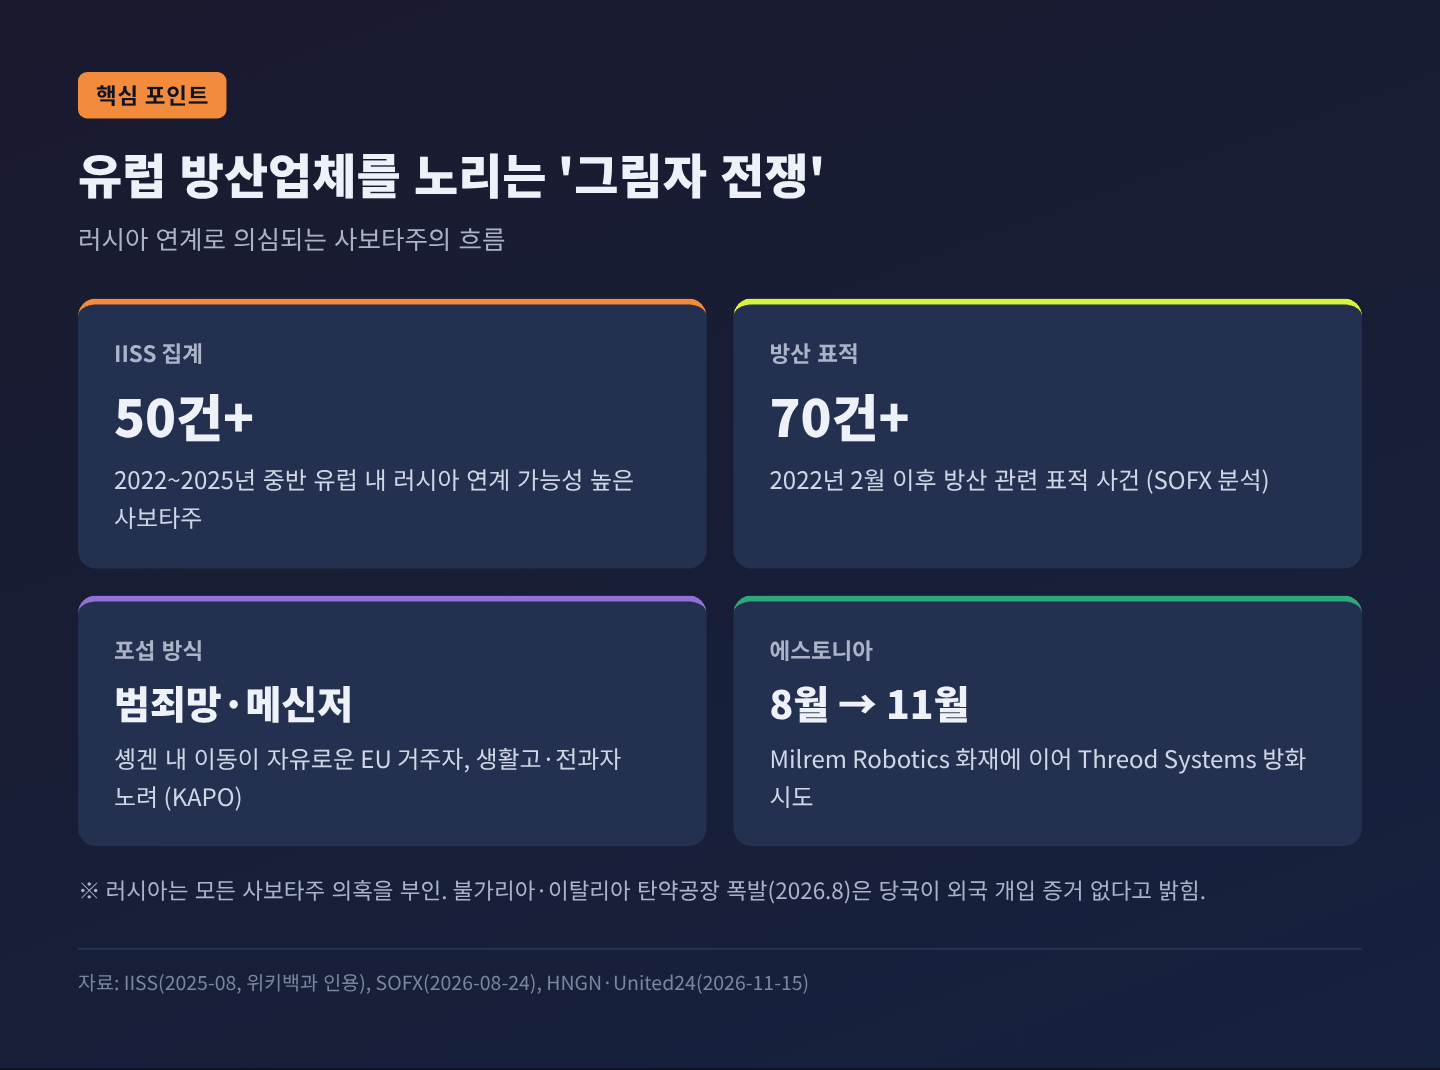 핵심 포인트
유럽 방산업체를 노리는 '그림자 전쟁'
러시아 연계로 의심되는 사보타주의 흐름
IISS 집계
50건+
2022~2025년 중반 유럽 내 러시아 연계 가능성 높은
사보타주
방산 표적
70건+
2022년 2월 이후 방산 관련 표적 사건 (SOFX 분석)
포섭 방식
범죄망·메신저
솅겐 내 이동이 자유로운 EU 거주자, 생활고·전과자
노려 (KAPO)
에스토니아
8월 → 11월
Milrem Robotics 화재에 이어 Threod Systems 방화
시도
※ 러시아는 모든 사보타주 의혹을 부인. 불가리아·이탈리아 탄약공장 폭발(2026.8)은 당국이 외국 개입 증거 없다고 밝힘.
자료: IISS(2025-08, 위키백과 인용), SOFX(2026-08-24), HNGN·United24(2026-11-15)